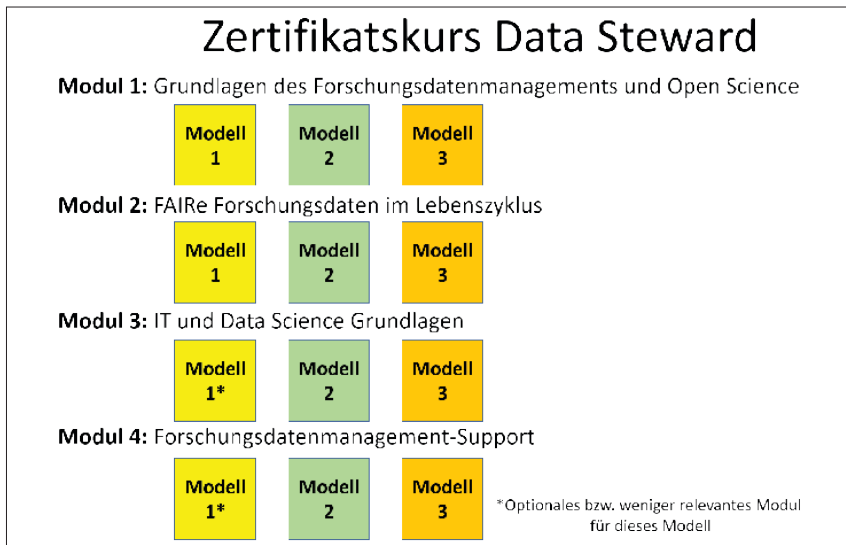 Zertifikatskurs Data Steward
Modul 1: Grundlagen des Forschungsdatenmanagements und Open Science
Modell 1
Modell 2
Modell 3
Modul 2: FAIRe Forschungsdaten im Lebenszyklus
Modell 1
Modell 2
Modell 3
Modul 3: IT und Data Science Grundlagen
Modell 1*
Modell 2
Modell 3
Modul 4: Forschungsdatenmanagement-Support
Modell 1*
Modell 2
Modell 3
*Optionales bzw. weniger relevantes Modul
für dieses Modell